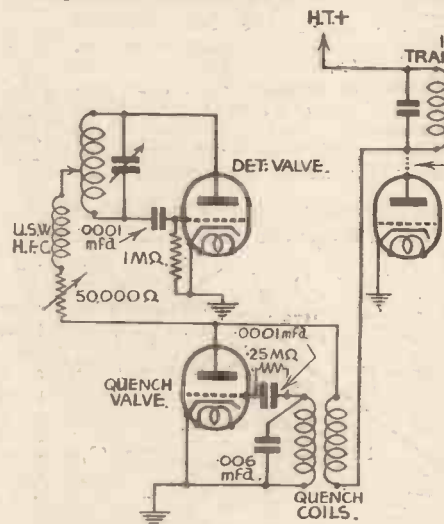 H.T.+
TRA
DET: VALVE.
U.S.W
H.F.C
.0001
mfd
1MΩ.
50,000Ω
.0001mfd
.25MΩ
QUENCH
VALVE.
.006
mfd.
QUENCH
COILS.